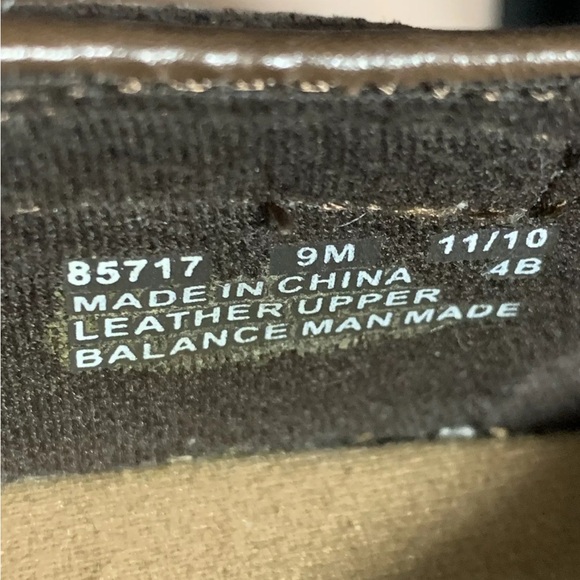 85717 9M 11/10
MADE IN CHINA 4B
LEATHER UPPER
BALANCE MAN MADE